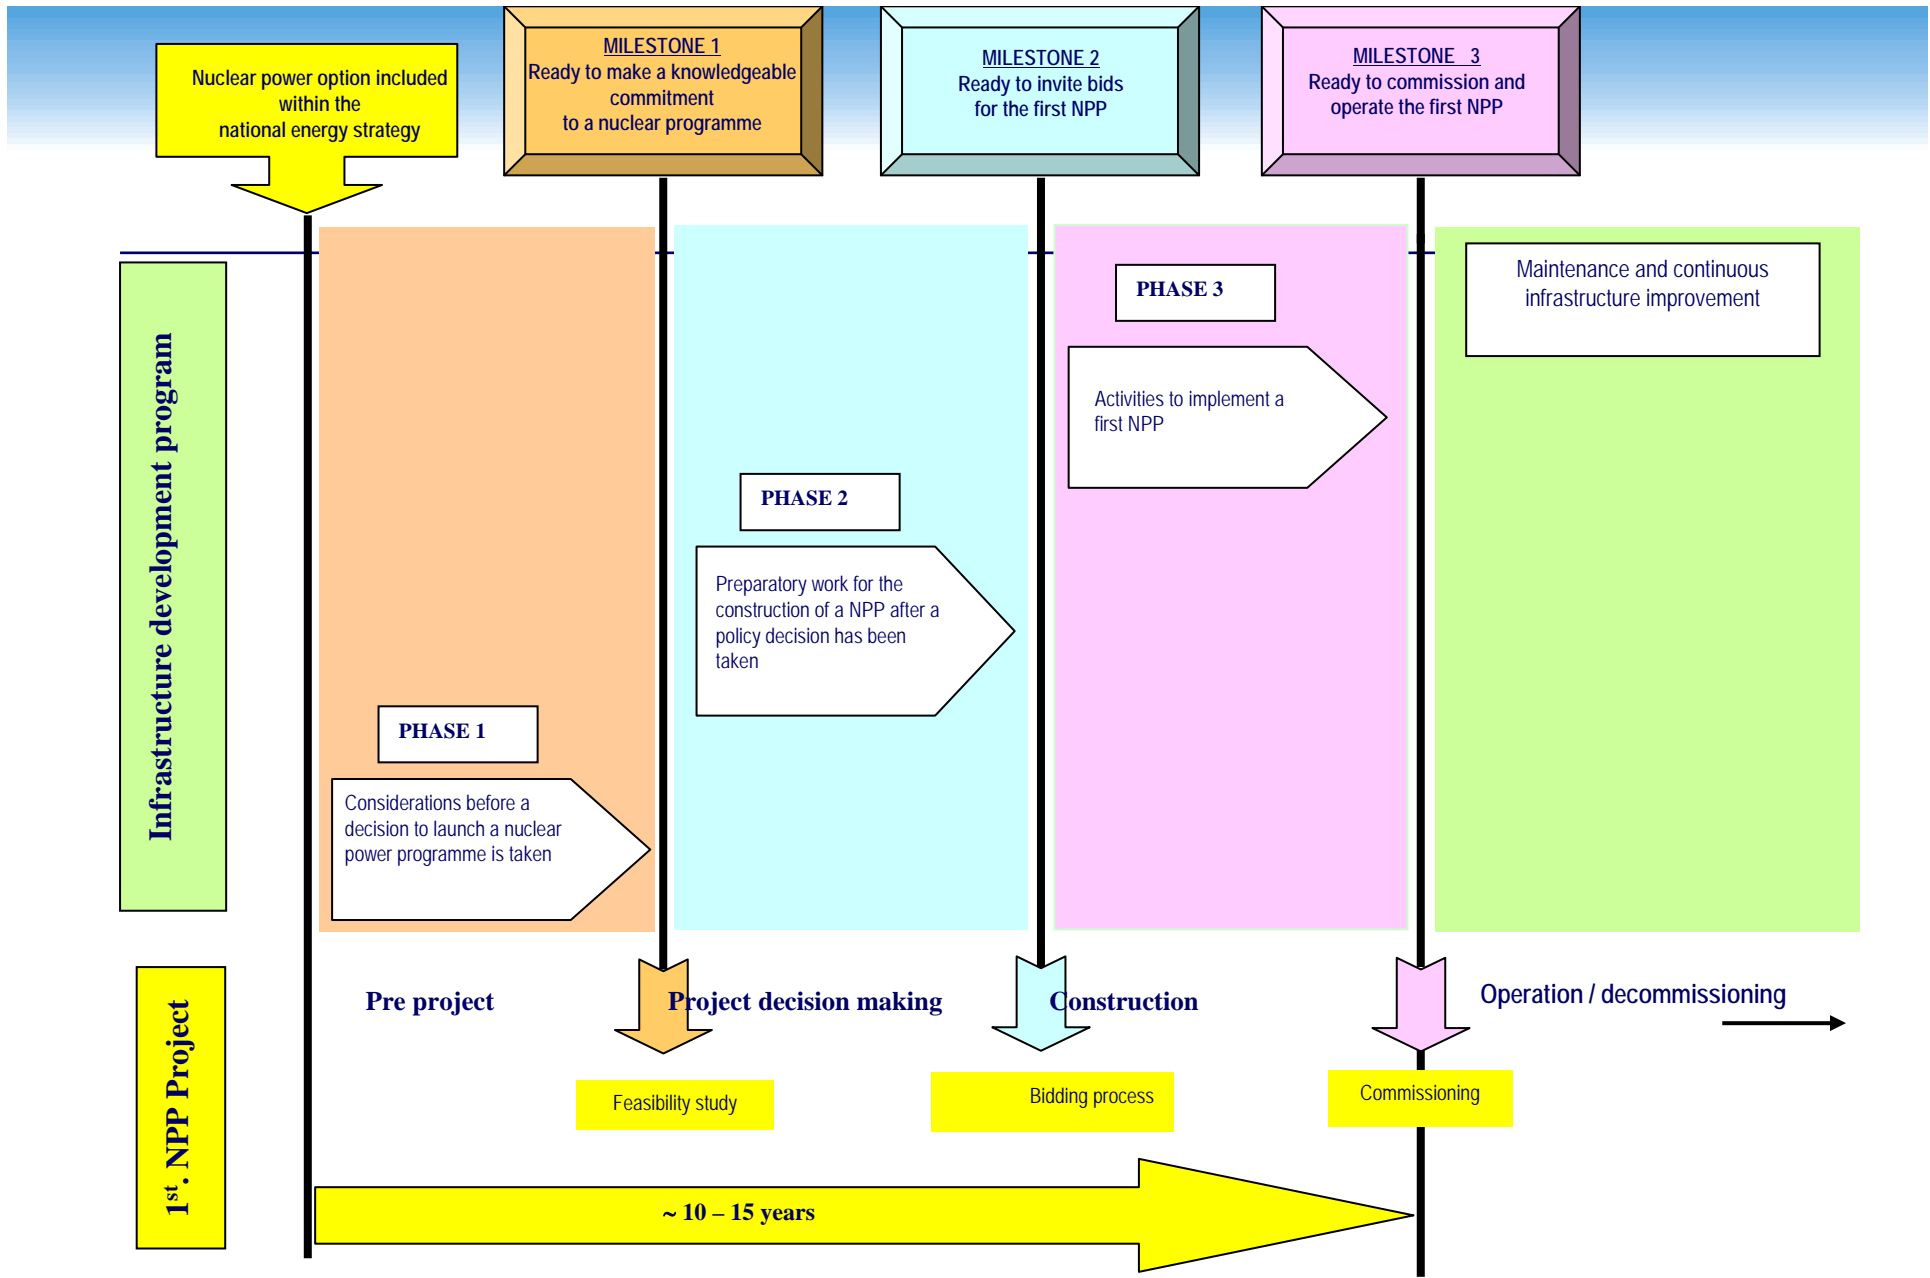 Nuclear power option included
within the
national energy strategy
MILESTONE 1
Ready to make a knowledgeable
commitment
to a nuclear programme
MILESTONE 2
Ready to invite bids
for the first NPP
MILESTONE 3
Ready to commission and
operate the first NPP
Infrastructure development program
PHASE 1
Considerations before a
decision to launch a nuclear
power programme is taken
PHASE 2
Preparatory work for the
construction of a NPP after a
policy decision has been
taken
PHASE 3
Activities to implement a
first NPP
Maintenance and continuous
infrastructure improvement
1st. NPP Project
Pre project
Project decision making
Construction
Operation / decommissioning
Feasibility study
Bidding process
Commissioning
~ 10 – 15 years